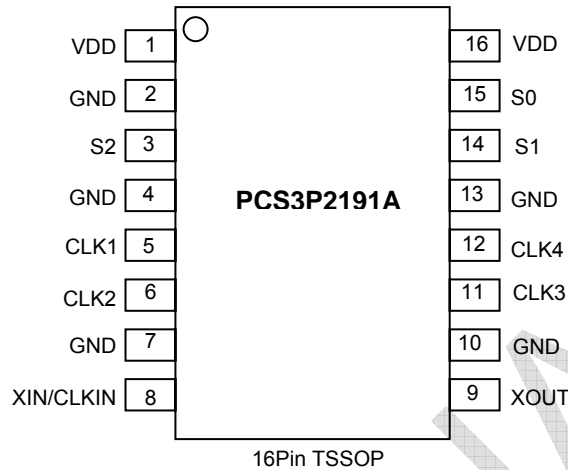 VDD 1 16 VDD
GND 2 15 S0
S2 3 14 S1
GND 4 PCS3P2191A 13 GND
CLK1 5 12 CLK4
CLK2 6 11 CLK3
GND 7 10 GND
XIN/CLKIN 8 9 XOUT
16Pin TSSOP